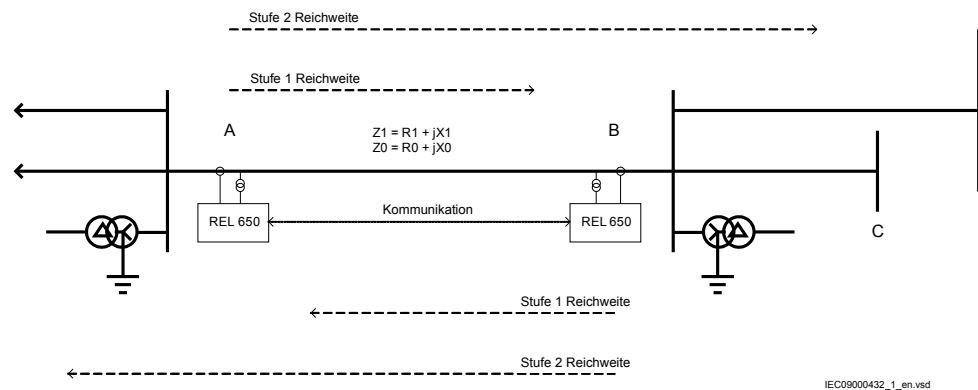 Stufe 2 Reichweite
Stufe 1 Reichweite
A
B
Z1 = R1 + jX1
Z0 = R0 + jX0
REL 650
Kommunikation
REL 650
C
Stufe 1 Reichweite
Stufe 2 Reichweite
IEC09000432_1_en.vsd